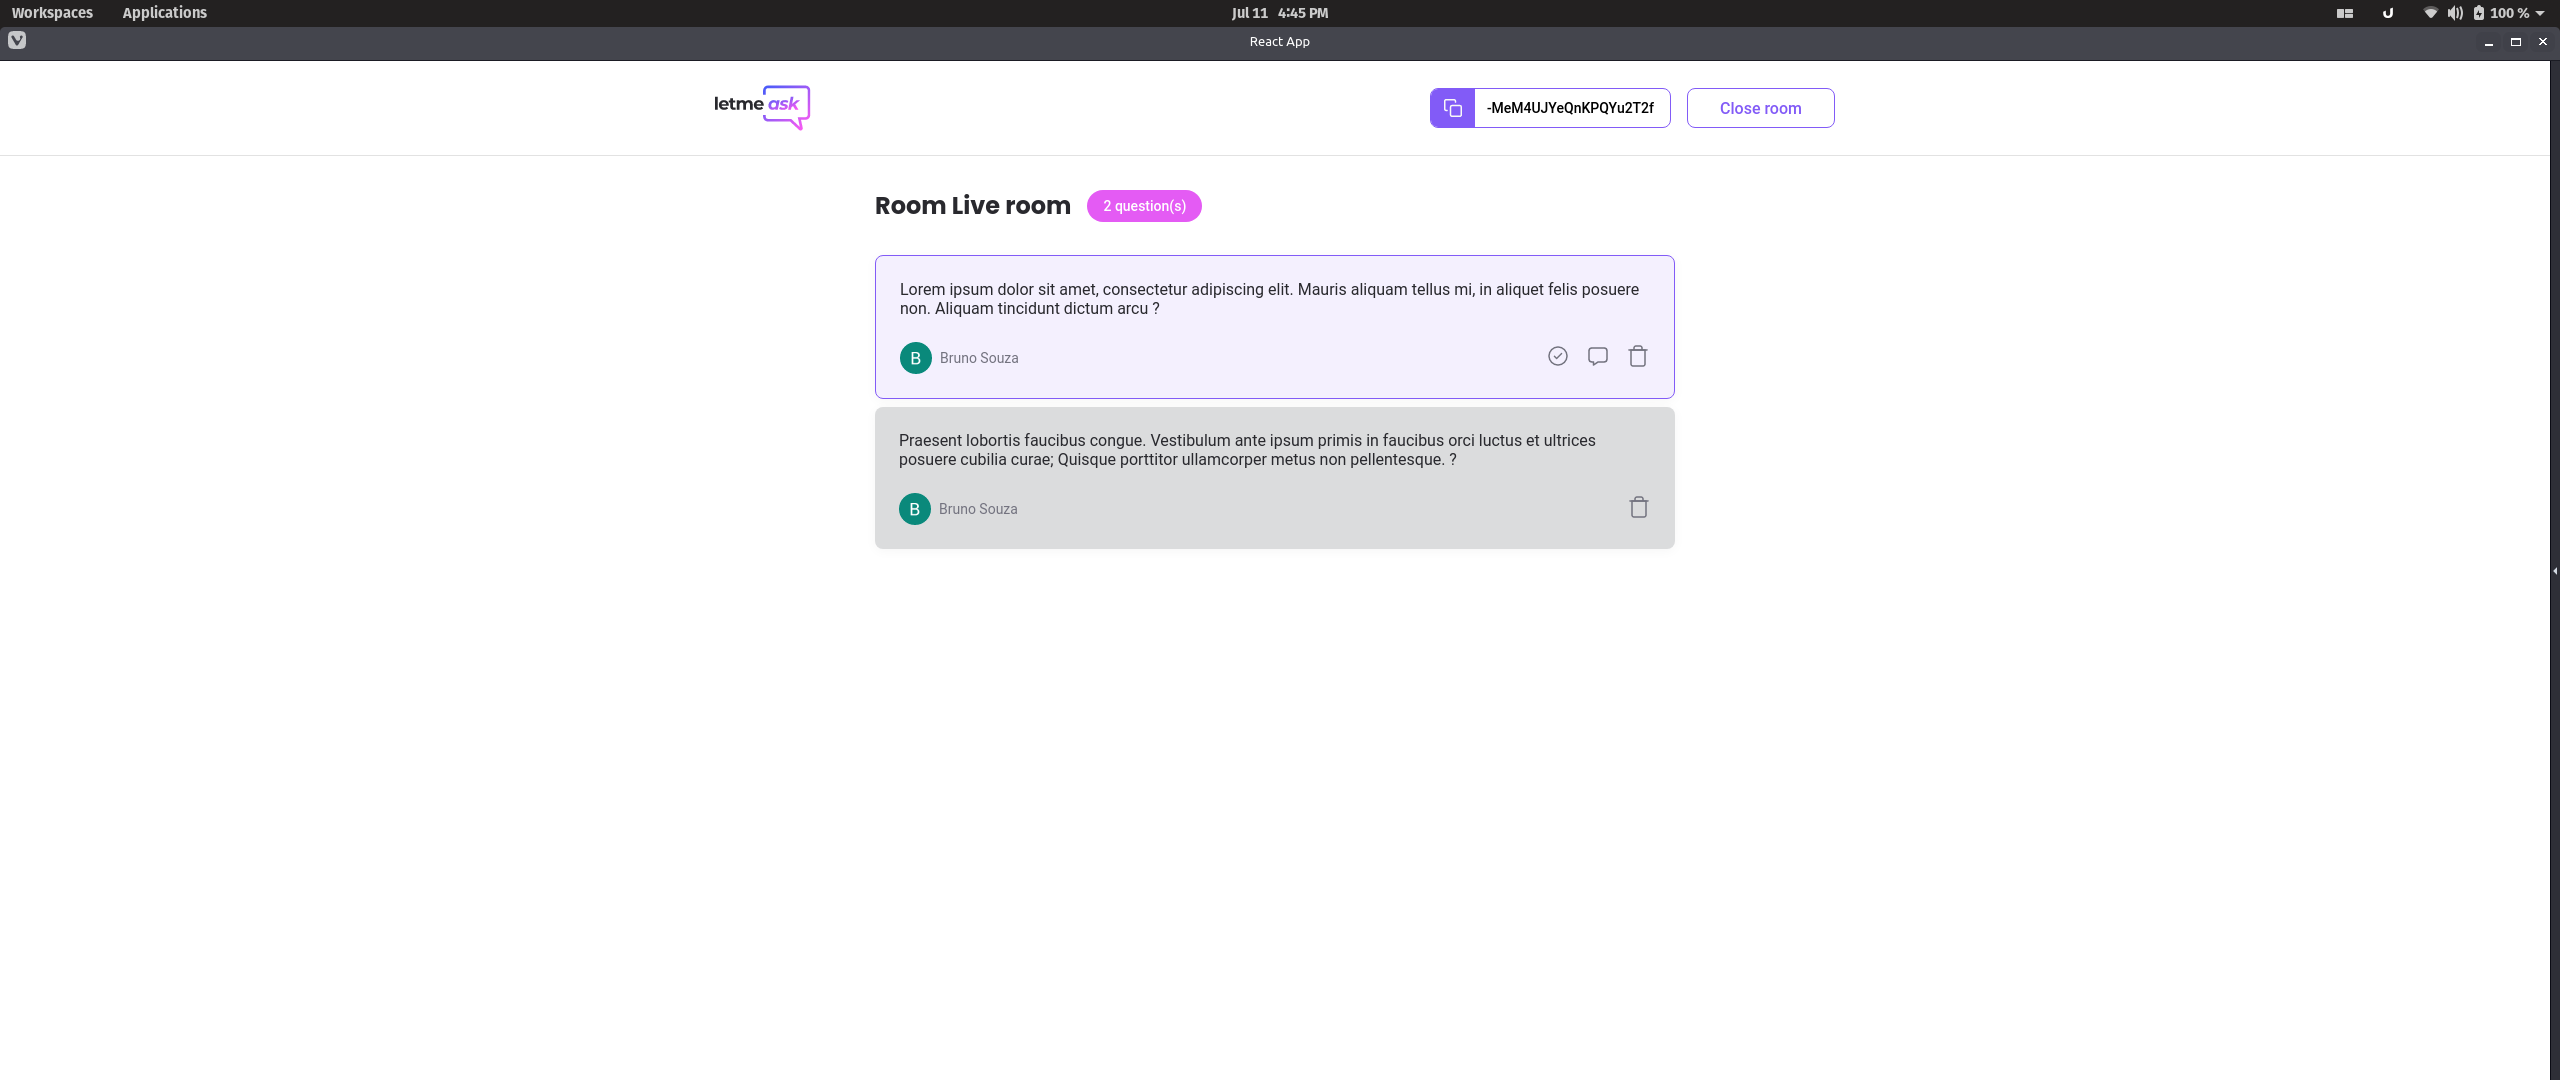 Workspaces Applications Jul 11 4:45 PM 100 %
React App
letme ask -MeM4UJYeQnKPQYu2T2f Close room
Room Live room 2 question(s)
Lorem ipsum dolor sit amet, consectetur adipiscing elit. Mauris aliquam tellus mi, in aliquet felis posuere
non. Aliquam tincidunt dictum arcu ?
B Bruno Souza
Praesent lobortis faucibus congue. Vestibulum ante ipsum primis in faucibus orci luctus et ultrices
posuere cubilia curae; Quisque porttitor ullamcorper metus non pellentesque. ?
B Bruno Souza